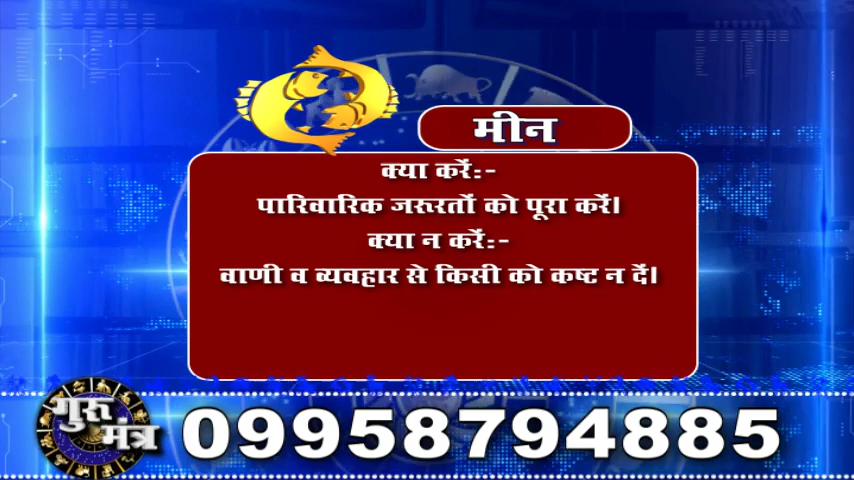 मीन
क्या करें:-
पारिवारिक जरूरतों को पूरा करें।
क्या न करें:-
वाणी व व्यवहार से किसी को कष्ट न दें।
गुरू
मंत्र
09958794885